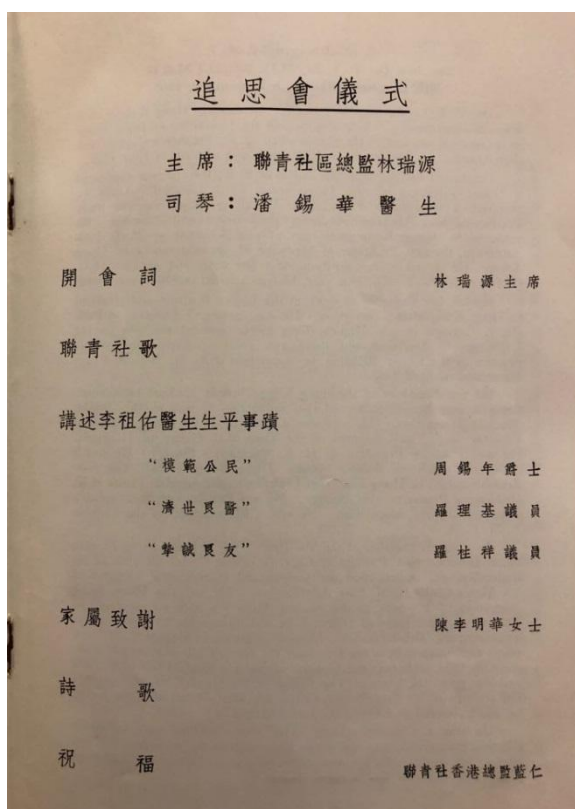 追思會儀式
主席：聯青社區總監林瑞源
司琴：潘錫華醫生
開會詞 林瑞源主席
聯青社歌
講述李祖佑醫生生平事蹟
“模範公民” 周錫年爵士
“濟世良醫” 羅理基議員
“摯誠良友” 羅桂祥議員
家屬致謝 陳李明華女士
詩歌
祝福 聯青社香港總監藍仁